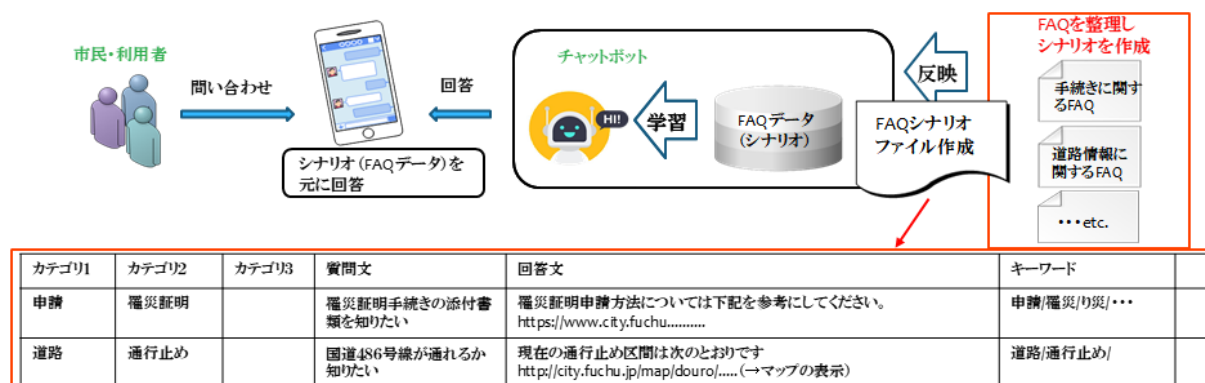 FAQを整理し
シナリオを作成
市民・利用者
チャットボット
反映
手続きに関す
るFAQ
問い合わせ
回答
HI!
学習
FAQデータ
(シナリオ)
FAQシナリオ
ファイル作成
道路情報に
関するFAQ
シナリオ(FAQデータ)を
元に回答
・・・etc.
カテゴリ1 カテゴリ2 カテゴリ3 質問文 回答文 キーワード
申請 罹災証明 罹災証明手続きの添付書 罹災証明申請方法については下記を参考にしてください。 申請/罹災/り災/・・・
類を知りたい https://www.city.fuchu..........
道路 通行止め 国道486号線が通れるか 現在の通行止め区間は次のとおりです 道路/通行止め/
知りたい http://city.fuchu.jp/map/douro/.....(→マップの表示)